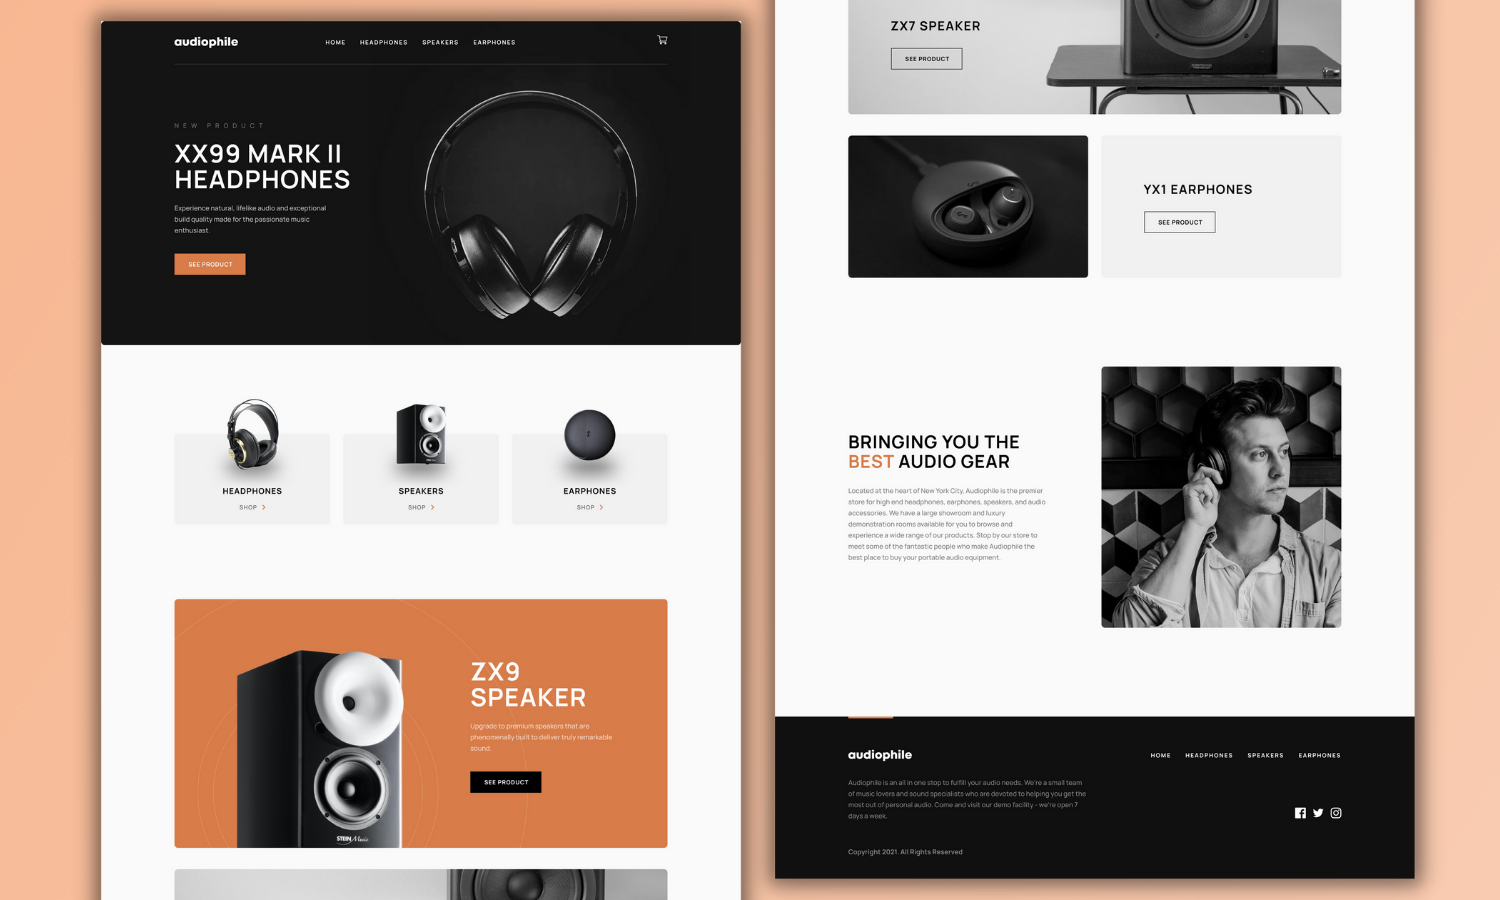 audiophile
HOME HEADPHONES SPEAKERS EARPHONES
NEW PRODUCT
XX99 MARK II
HEADPHONES
Experience natural, lifelike audio and exceptional
build quality made for the passionate music
enthusiast.
SEE PRODUCT
HEADPHONES
SHOP
SPEAKERS
SHOP
EARPHONES
SHOP
ZX9
SPEAKER
Upgrade to premium speakers that are
phenomenally built to deliver truly remarkable
sound.
SEE PRODUCT
STEIN Music
ZX7 SPEAKER
SEE PRODUCT
YX1 EARPHONES
SEE PRODUCT
BRINGING YOU THE
BEST AUDIO GEAR
Located at the heart of New York City, Audiophile is the premier
store for high end headphones, earphones, speakers, and audio
accessories. We have a large showroom and luxury
demonstration rooms available for you to browse and
experience a wide range of our products. Stop by our store to
meet some of the fantastic people who make Audiophile the
best place to buy your portable audio equipment.
audiophile
HOME HEADPHONES SPEAKERS EARPHONES
Audiophile is an all in one stop to fulfill your audio needs. We're a small team
of music lovers and sound specialists who are devoted to helping you get the
most out of personal audio. Come and visit our demo facility - we're open 7
days a week.
Copyright 2021. All Rights Reserved